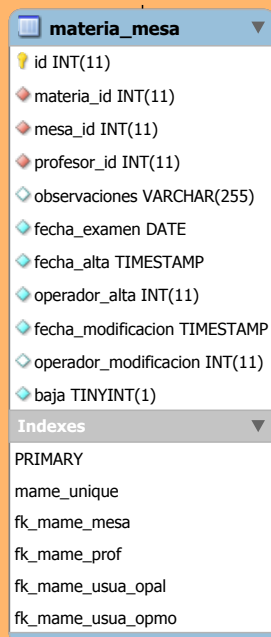 materia_mesa
id INT(11)
materia_id INT(11)
mesa_id INT(11)
profesor_id INT(11)
observaciones VARCHAR(255)
fecha_examen DATE
fecha_alta TIMESTAMP
operador_alta INT(11)
fecha_modificacion TIMESTAMP
operador_modificacion INT(11)
baja TINYINT(1)
Indexes
PRIMARY
mame_unique
fk_mame_mesa
fk_mame_prof
fk_mame_usua_opal
fk_mame_usua_opmo